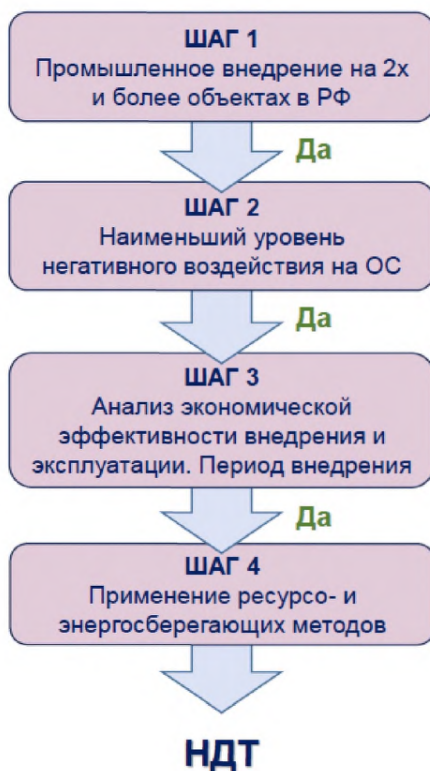 ШАГ 1
Промышленное внедрение на 2х
и более объектах в РФ
Да
ШАГ 2
Наименьший уровень
негативного воздействия на ОС
Да
ШАГ 3
Анализ экономической
эффективности внедрения и
эксплуатации. Период внедрения
Да
ШАГ 4
Применение ресурсо- и
энергосберегающих методов
НДТ